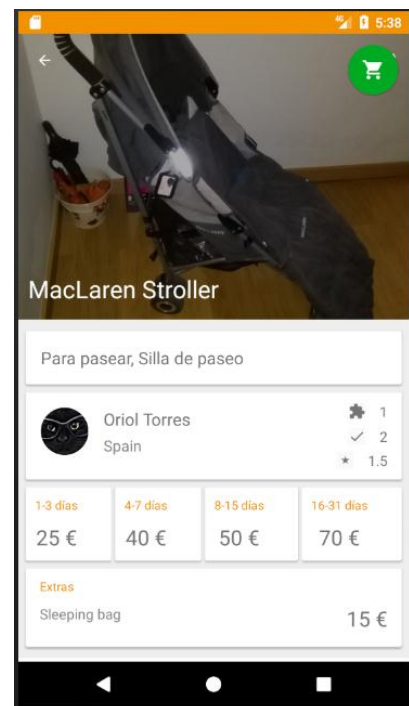 4G
5:38
MacLaren Stroller
Para pasear, Silla de paseo
Oriol Torres
Spain
1
2
1.5
1-3 días
4-7 días
8-15 días
16-31 días
25 €
40 €
50 €
70 €
Extras
Sleeping bag
15 €